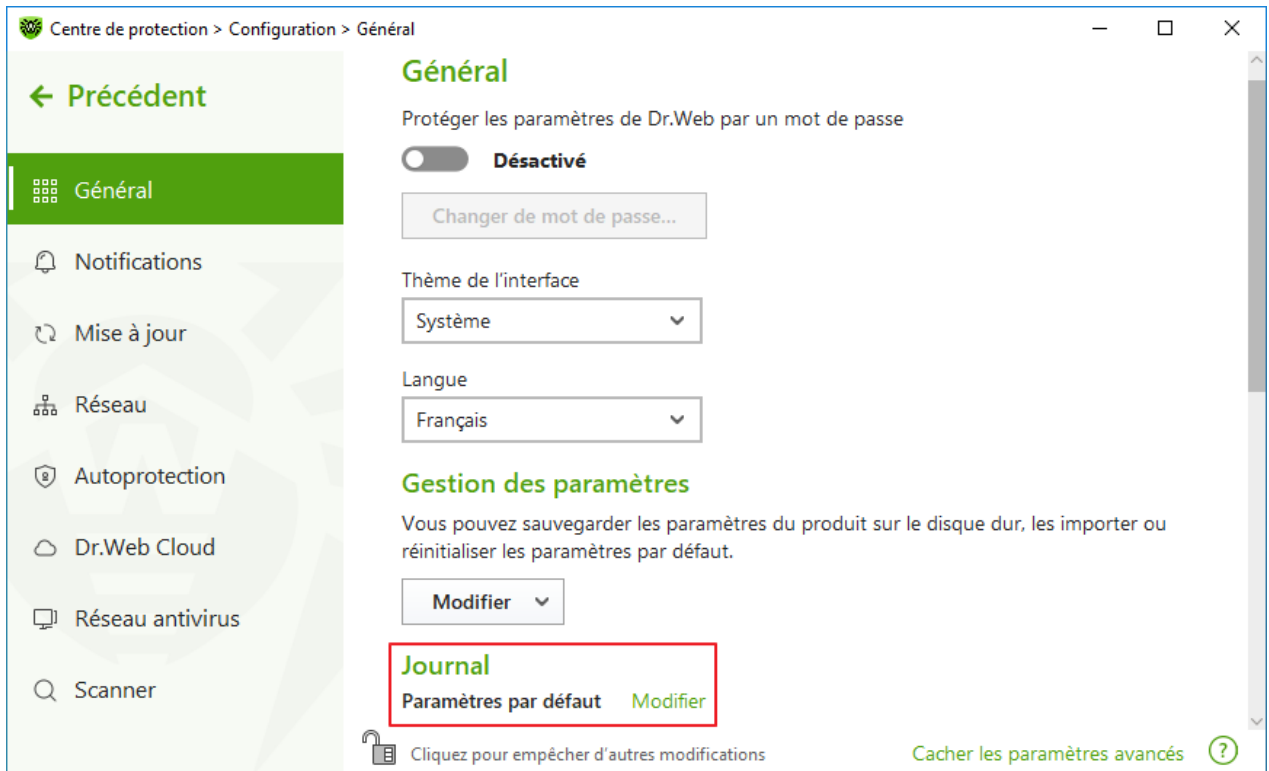 Centre de protection > Configuration > Général
Précédent
Général
Notifications
Mise à jour
Réseau
Autoprotection
Dr.Web Cloud
Réseau antivirus
Scanner
Général
Protéger les paramètres de Dr.Web par un mot de passe
Désactivé
Changer de mot de passe...
Thème de l'interface
Système
Langue
Français
Gestion des paramètres
Vous pouvez sauvegarder les paramètres du produit sur le disque dur, les importer ou
réinitialiser les paramètres par défaut.
Modifier
Journal
Paramètres par défaut Modifier
Cliquez pour empêcher d'autres modifications
Cacher les paramètres avancés ?